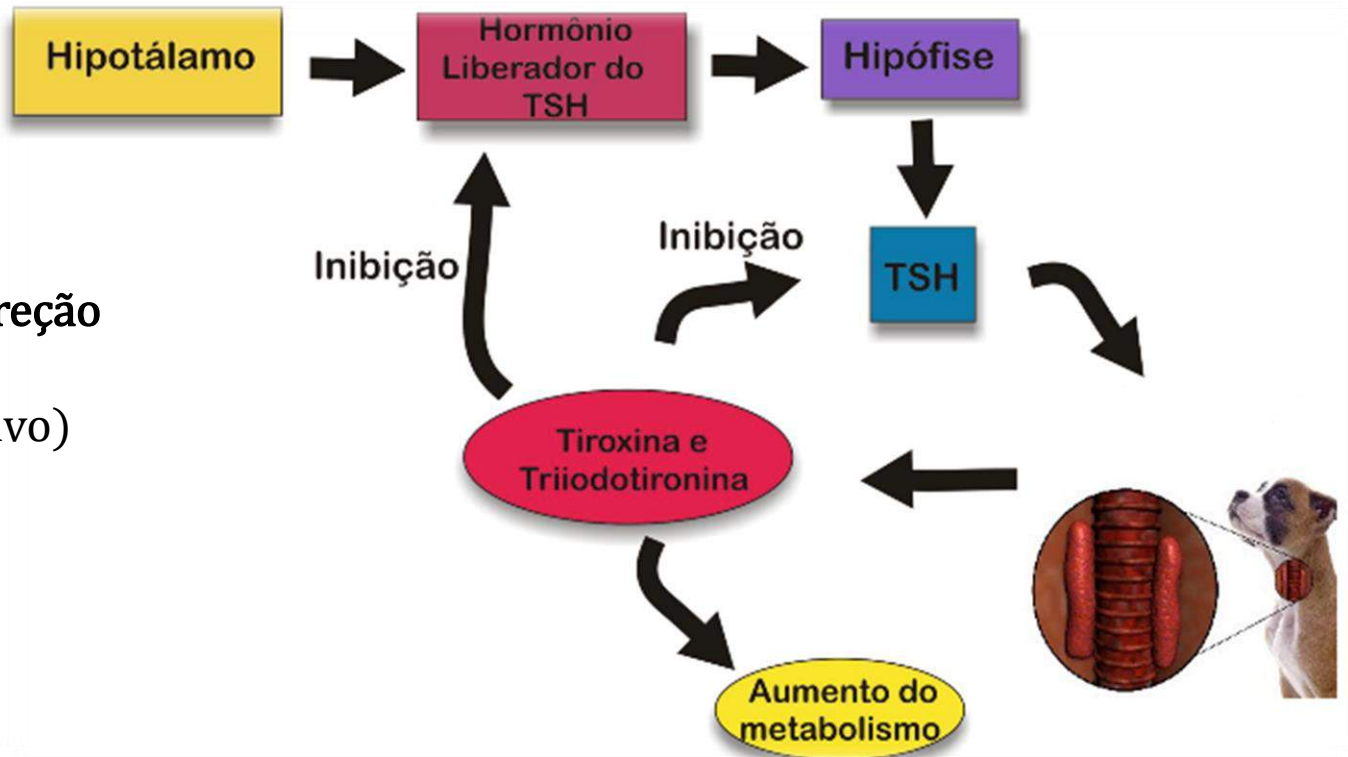 Hipotálamo
Hormônio
Liberador do
TSH
Hipófise
Inibição
Inibição
TSH
Tiroxina e
Triiodotironina
Aumento do
metabolismo
reção
vo)